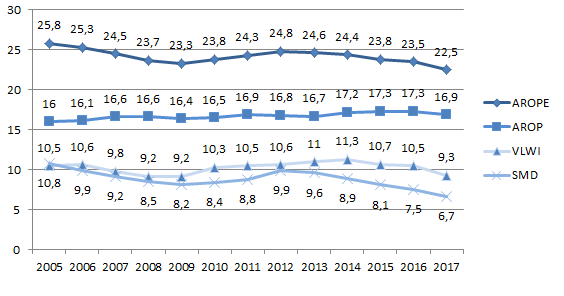 30
25
20
15
10
5
0
25,8 25,3 24,5 23,7 23,3 23,8 24,3 24,8 24,6 24,4 23,8 23,5 22,5
16 16,1 16,6 16,6 16,4 16,5 16,9 16,8 16,7 17,2 17,3 17,3 16,9
10,5 10,6 9,8 9,2 9,2 10,3 10,5 10,6 11 11,3 10,7 10,5 9,3
10,8 9,9 9,2 8,5 8,2 8,4 8,8 9,9 9,6 8,9 8,1 7,5 6,7
2005 2006 2007 2008 2009 2010 2011 2012 2013 2014 2015 2016 2017
AROPE
AROP
VLWI
SMD